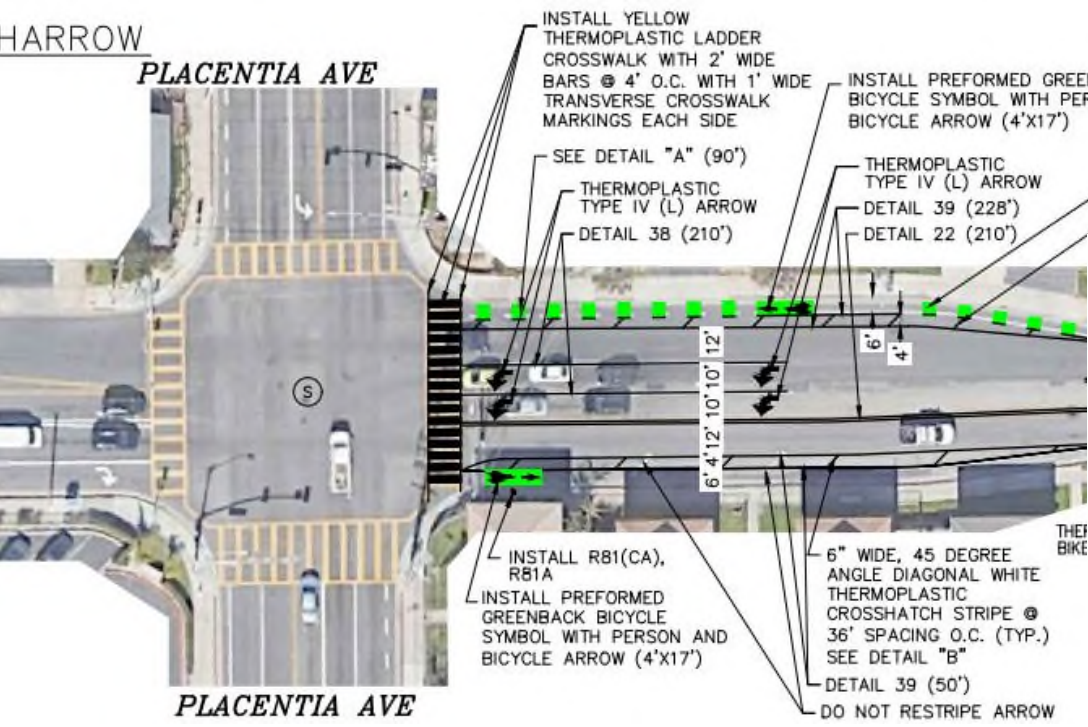 HARROW
PLACENTIA AVE
INSTALL YELLOW
THERMOPLASTIC LADDER
CROSSWALK WITH 2' WIDE
BARS @ 4' O.C. WITH 1' WIDE
TRANSVERSE CROSSWALK
MARKINGS EACH SIDE
INSTALL PREFORMED GREE
BICYCLE SYMBOL WITH PER
BICYCLE ARROW (4'X17')
SEE DETAIL "A" (90')
THERMOPLASTIC
TYPE IV (L) ARROW
DETAIL 38 (210')
THERMOPLASTIC
TYPE IV (L) ARROW
DETAIL 39 (228')
DETAIL 22 (210')
S
6' 4' 12' 10' 10' 12'
6'
4'
INSTALL R81(CA),
R81A
INSTALL PREFORMED
GREENBACK BICYCLE
SYMBOL WITH PERSON AND
BICYCLE ARROW (4'X17')
6" WIDE, 45 DEGREE
ANGLE DIAGONAL WHITE
THERMOPLASTIC
CROSSHATCH STRIPE @
36' SPACING O.C. (TYP.)
SEE DETAIL "B"
DETAIL 39 (50')
DO NOT RESTRIPE ARROW
THER
BIKE
PLACENTIA AVE